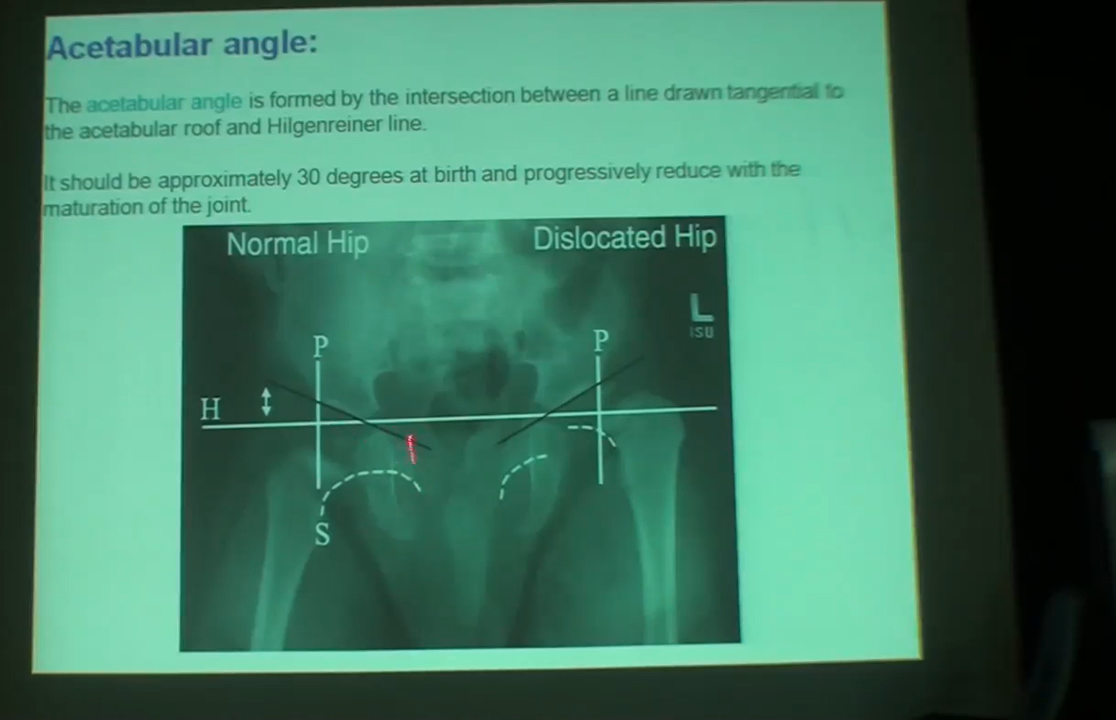 Acetabular angle:
The acetabular angle is formed by the intersection between a line drawn tangential to
the acetabular roof and Hilgenreiner line.
It should be approximately 30 degrees at birth and progressively reduce with the
maturation of the joint.
Normal Hip
Dislocated Hip
L
ISU
P
P
H
S